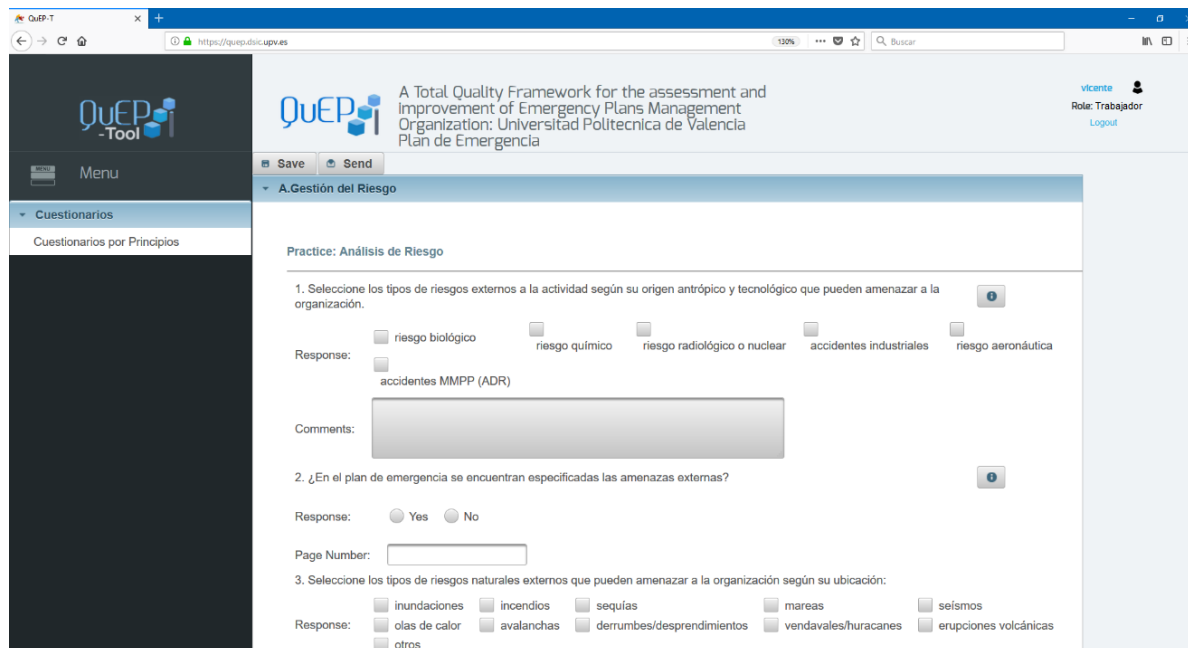 QuEP-T
https://quep.dsic.upv.es
130%
Buscar
QuEP
-Tool
QuEP
A Total Quality Framework for the assessment and
Improvement of Emergency Plans Management
Organization: Universitad Politecnica de Valencia
Plan de Emergencia
vicente
Role: Trabajador
Logout
MENU
Menu
Save Send
A.Gestión del Riesgo
Cuestionarios
Cuestionarios por Principios
Practice: Análisis de Riesgo
1. Seleccione los tipos de riesgos externos a la actividad según su origen antrópico y tecnológico que pueden amenazar a la
organización.
Response:
riesgo biológico riesgo químico riesgo radiológico o nuclear accidentes industriales riesgo aeronáutica
accidentes MMPP (ADR)
Comments:
2. ¿En el plan de emergencia se encuentran especificadas las amenazas externas?
Response: Yes No
Page Number:
3. Seleccione los tipos de riesgos naturales externos que pueden amenazar a la organización según su ubicación:
inundaciones incendios sequías mareas seísmos
Response: olas de calor avalanchas derrumbes/desprendimientos vendavales/huracanes erupciones volcánicas
otros